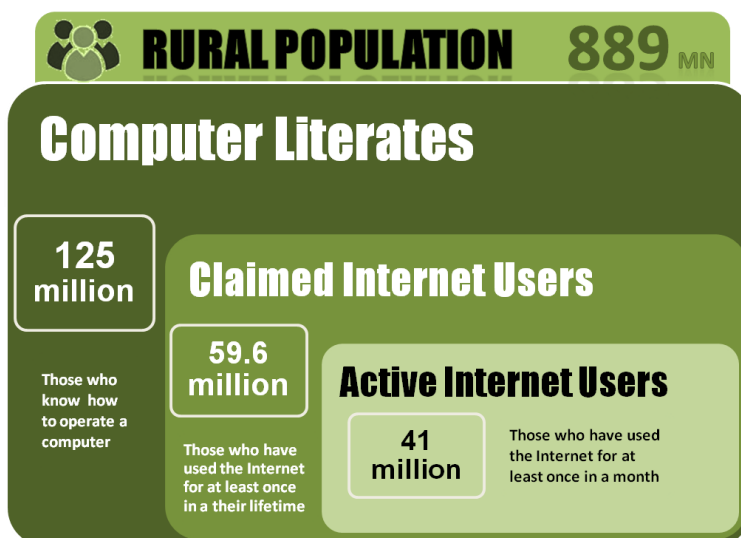 RURAL POPULATION 889 MN
Computer Literates
125
million
Those who
know how
to operate a
computer
Claimed Internet Users
59.6
million
Those who have
used the Internet
for at least once
in a their lifetime
Active Internet Users
41
million
Those who have used
the Internet for at
least once in a month